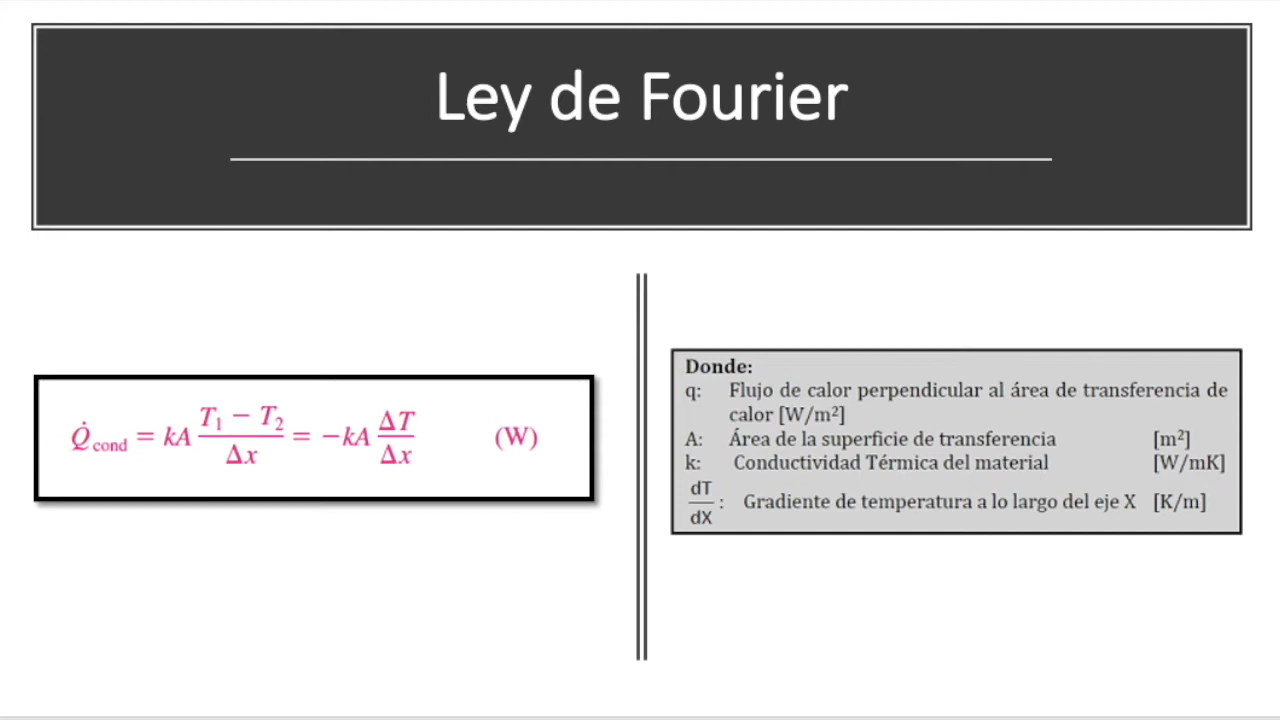 Ley de Fourier
Q̇cond = kA (T₁ − T₂)/Δx = −kA ΔT/Δx (W)
Donde:
q: Flujo de calor perpendicular al área de transferencia de
calor [W/m²]
A: Área de la superficie de transferencia [m²]
k: Conductividad Térmica del material [W/mK]
dT/dX : Gradiente de temperatura a lo largo del eje X [K/m]